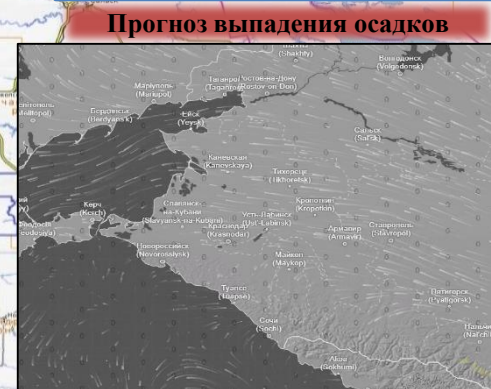 Прогноз выпадения осадков
(Shakhty)
Волгодонск
(Volgodonsk)
Мариуполь
(Mariupol)
Таганрог
(Taganrog)
Ростов-на-Дону
(Rostov-on-Don)
Бердянськ
(Berdyansk)
Ейск
(Yeysk)
Сальск
(Salsk)
Каневская
(Kanevskaya)
Тихорецк
(Tikhoretsk)
Керчь
(Kerch)
Славянск-
на-Кубани
(Slavyansk-na-Kubani)
Усть-Лабинск
(Ust-Labinsk)
Краснодар
(Krasnodar)
Кропоткин
(Kropotkin)
Армавир
(Armavir)
Ставрополь
(Stavropol)
Новороссийск
(Novorossiysk)
Майкоп
(Maykop)
Туапсе
(Tuapse)
Пятигорск
(Pyatigorsk)
Сочи
(Sochi)
(Sokhumi)